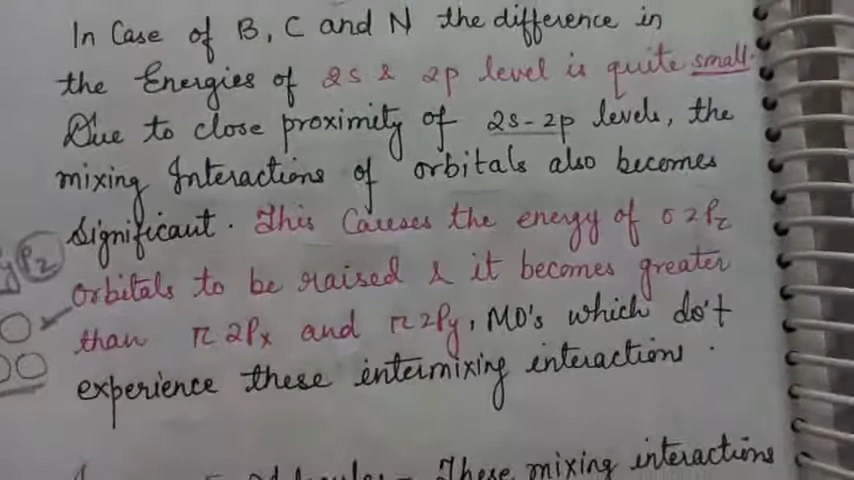 In Case of B, C and N the difference in
the Energies of 2s & 2p level is quite small.
Due to close proximity of 2s-2p levels, the
mixing Interactions of orbitals also becomes
Significant. This Causes the energy of σ2Pz
orbitals to be raised & it becomes greater
than π2Px and π2Py, MO's which do't
experience these intermixing interactions.
These mixing interactions